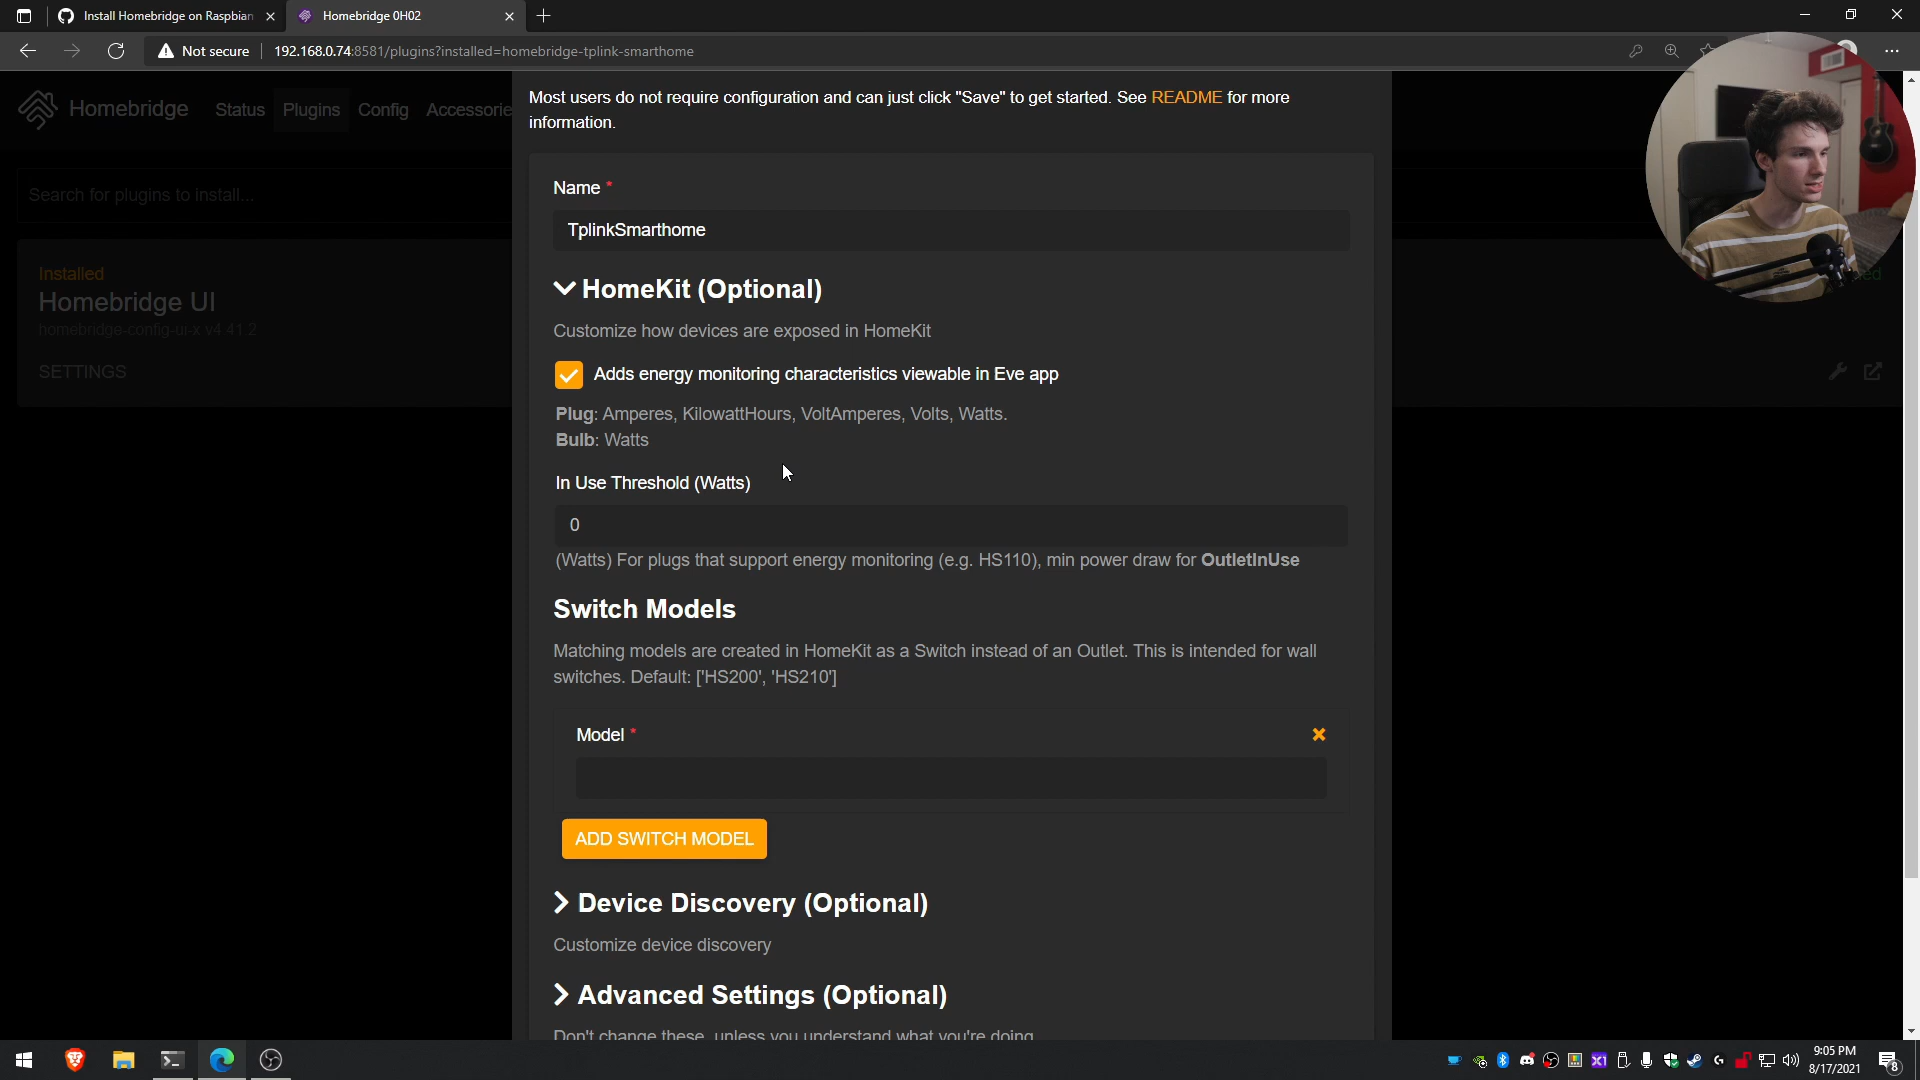 Install Homebridge on Raspbian
Homebridge 0H02
Not secure
192.168.0.74:8581/plugins?installed=homebridge-tplink-smarthome
Homebridge
Status
Plugins
Config
Accessorie
Most users do not require configuration and can just click "Save" to get started. See README for more
information.
Search for plugins to install...
Name *
TplinkSmarthome
Installed
Homebridge UI
homebridge-config-ui-x v4.41.2
SETTINGS
HomeKit (Optional)
Customize how devices are exposed in HomeKit
Adds energy monitoring characteristics viewable in Eve app
Plug: Amperes, KilowattHours, VoltAmperes, Volts, Watts.
Bulb: Watts
In Use Threshold (Watts)
0
(Watts) For plugs that support energy monitoring (e.g. HS110), min power draw for OutletInUse
Switch Models
Matching models are created in HomeKit as a Switch instead of an Outlet. This is intended for wall
switches. Default: ['HS200', 'HS210']
Model *
ADD SWITCH MODEL
Device Discovery (Optional)
Customize device discovery
Advanced Settings (Optional)
Don't change these, unless you understand what you're doing
9:05 PM
8/17/2021
8